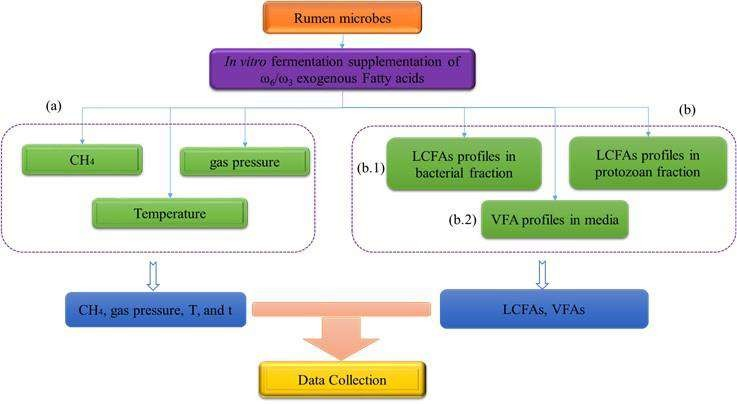 Rumen microbes
In vitro fermentation supplementation of
ω₆/ω₃ exogenous Fatty acids
(a)
(b)
CH₄
gas pressure
Temperature
(b.1)
LCFAs profiles in
bacterial fraction
LCFAs profiles in
protozoan fraction
(b.2)
VFA profiles in media
CH₄, gas pressure, T, and t
LCFAs, VFAs
Data Collection